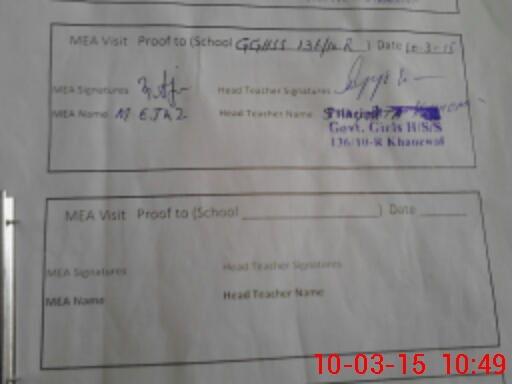 MEA Visit Proof to (School GGHSS 136/10 R ) Date 10-3-15
MEA Signatures Head Teacher Signatures
MEA Name M EJAZ Head Teacher Name
Govt. Girls H/S/S
136/10-R Khanewal
MEA Visit Proof to (School ) Date
MEA Signatures Head Teacher Signatures
MEA Name Head Teacher Name
10-03-15 10:49